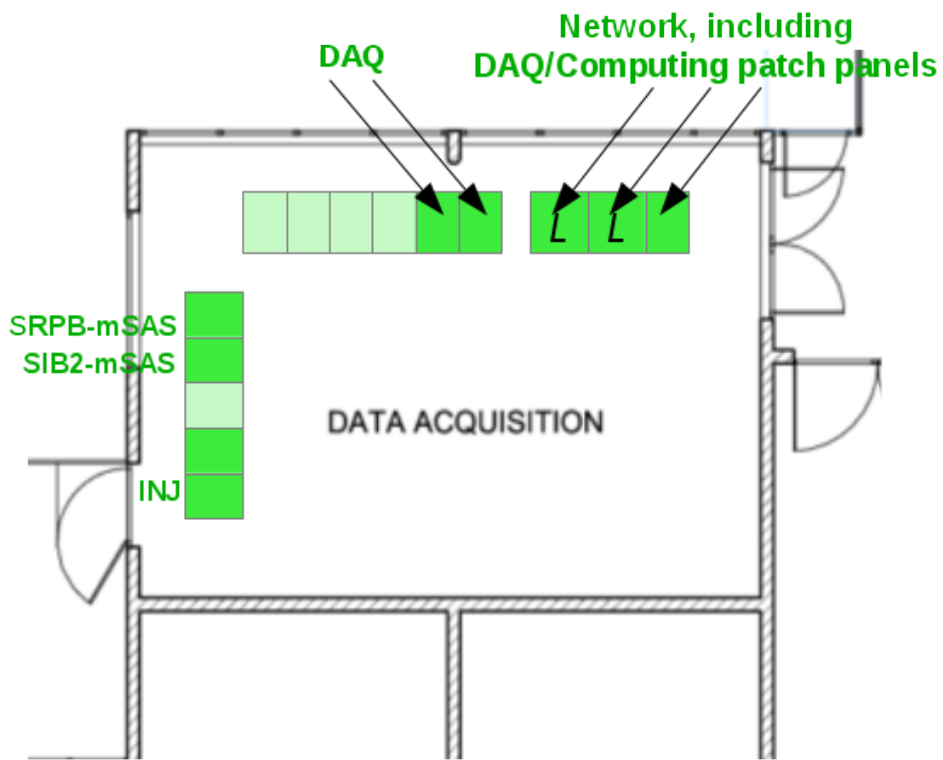 Network, including
DAQ
DAQ/Computing patch panels
L L
SRPB-mSAS
SIB2-mSAS
DATA ACQUISITION
INJ